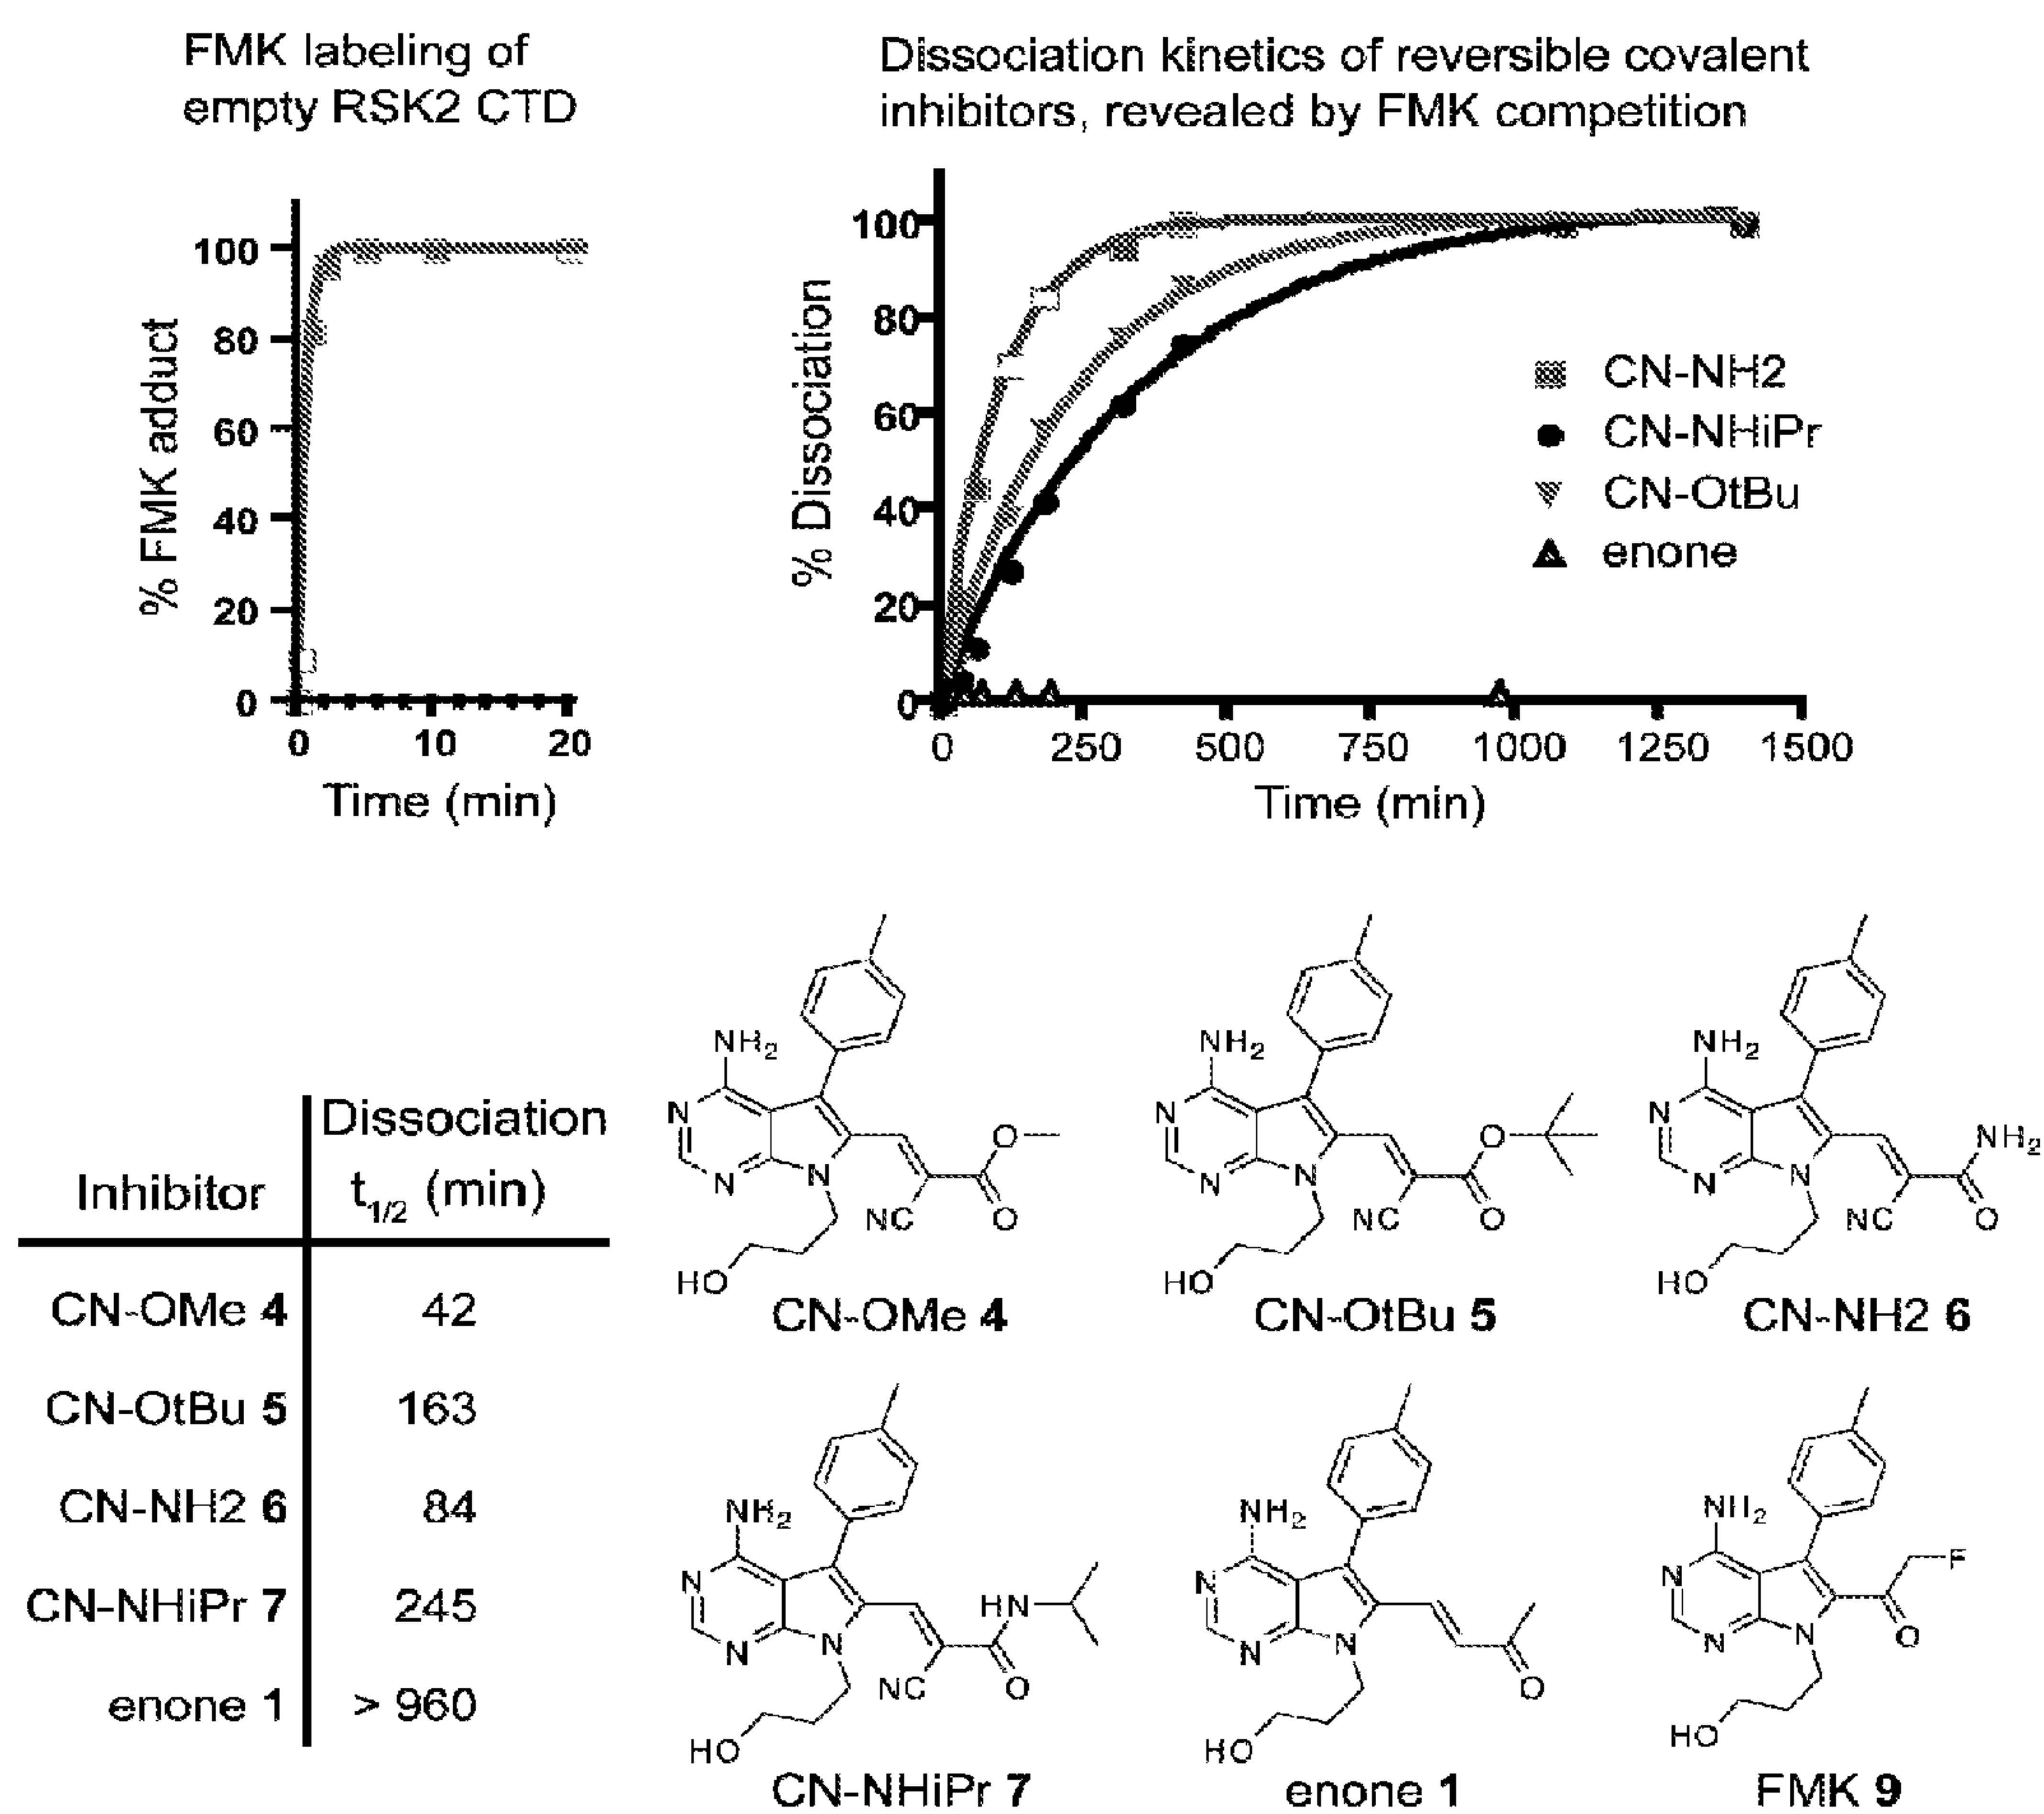 FMK labeling of
empty RSK2 CTD
Dissociation kinetics of reversible covalent
inhibitors, revealed by FMK competition
% FMK adduct
100
80
60
40
20
0
0 10 20
Time (min)
% Dissociation
100
80
60
40
20
0
0 250 500 750 1000 1250 1500
Time (min)
CN-NH2
CN-NHiPr
CN-OtBu
enone
Inhibitor
Dissociation
t1/2 (min)
CN-OMe 4 42
CN-OtBu 5 163
CN-NH2 6 84
CN-NHiPr 7 245
enone 1 > 960
NH2
N
N
N
O
NC
O
HO
CN-OMe 4
NH2
N
N
N
O
NC
O
HO
CN-OtBu 5
NH2
N
N
N
NH2
NC
O
HO
CN-NH2 6
NH2
N
N
N
HN
NC
O
HO
CN-NHiPr 7
NH2
N
N
N
O
HO
enone 1
NH2
N
N
N
F
O
HO
FMK 9